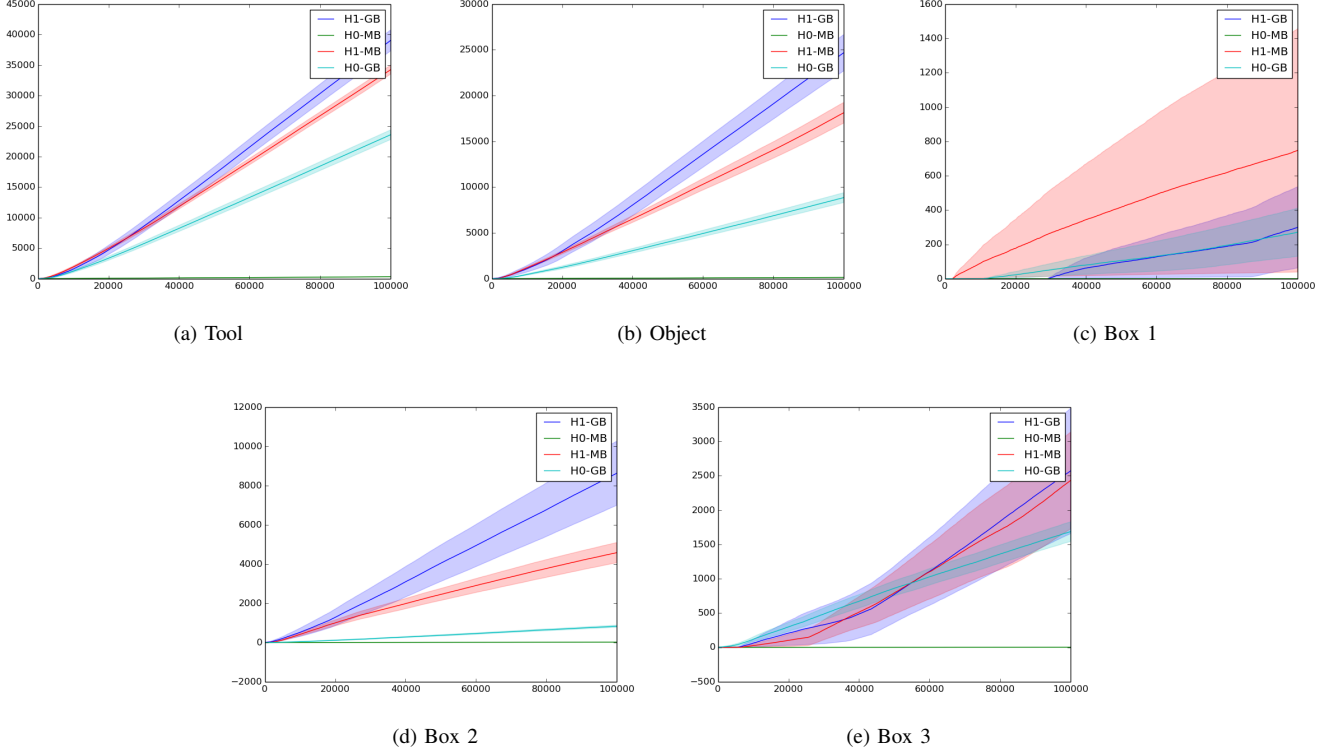 45000
40000
35000
30000
25000
20000
15000
10000
5000
0
0 20000 40000 60000 80000 100000
H1-GB
H0-MB
H1-MB
H0-GB
(a) Tool
30000
25000
20000
15000
10000
5000
0
0 20000 40000 60000 80000 100000
H1-GB
H0-MB
H1-MB
H0-GB
(b) Object
1600
1400
1200
1000
800
600
400
200
0
0 20000 40000 60000 80000 100000
H1-GB
H0-MB
H1-MB
H0-GB
(c) Box 1
12000
10000
8000
6000
4000
2000
0
−2000
0 20000 40000 60000 80000 100000
H1-GB
H0-MB
H1-MB
H0-GB
(d) Box 2
3500
3000
2500
2000
1500
1000
500
0
−500
0 20000 40000 60000 80000 100000
H1-GB
H0-MB
H1-MB
H0-GB
(e) Box 3